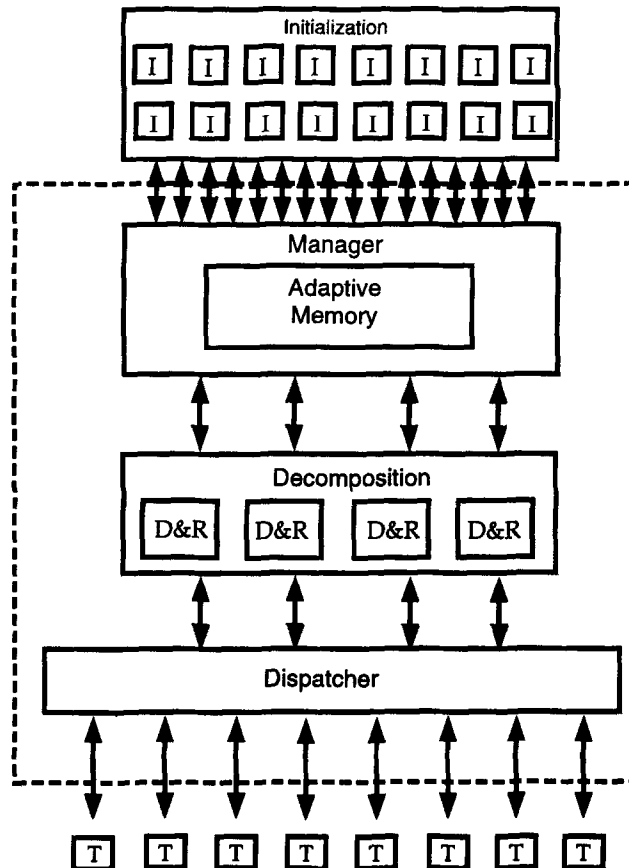 Initialization
I I I I I I I I
I I I I I I I I
Manager
Adaptive
Memory
Decomposition
D&R D&R D&R D&R
Dispatcher
T T T T T T T T